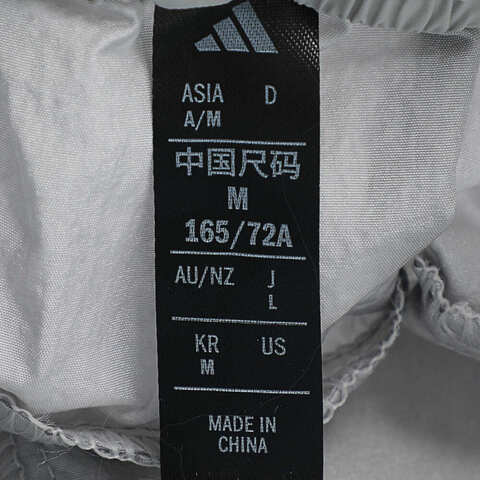 ASIA D
A/M
中国尺码
M
165/72A
AU/NZ J
L
KR US
M
MADE IN
CHINA